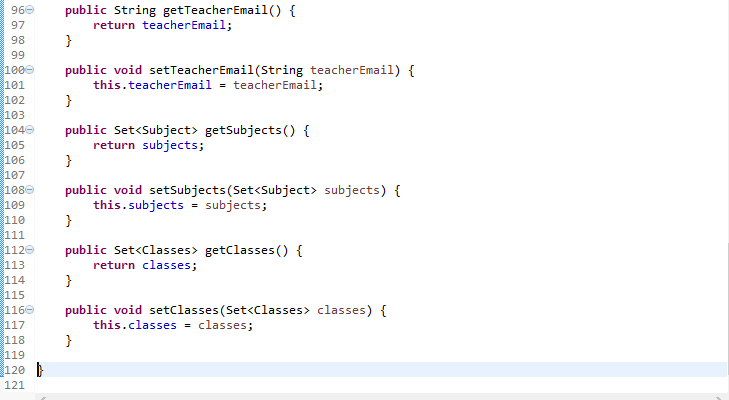 96 public String getTeacherEmail() {
97 return teacherEmail;
98 }
99
100 public void setTeacherEmail(String teacherEmail) {
101 this.teacherEmail = teacherEmail;
102 }
103
104 public Set<Subject> getSubjects() {
105 return subjects;
106 }
107
108 public void setSubjects(Set<Subject> subjects) {
109 this.subjects = subjects;
110 }
111
112 public Set<Classes> getClasses() {
113 return classes;
114 }
115
116 public void setClasses(Set<Classes> classes) {
117 this.classes = classes;
118 }
119
120 }
121